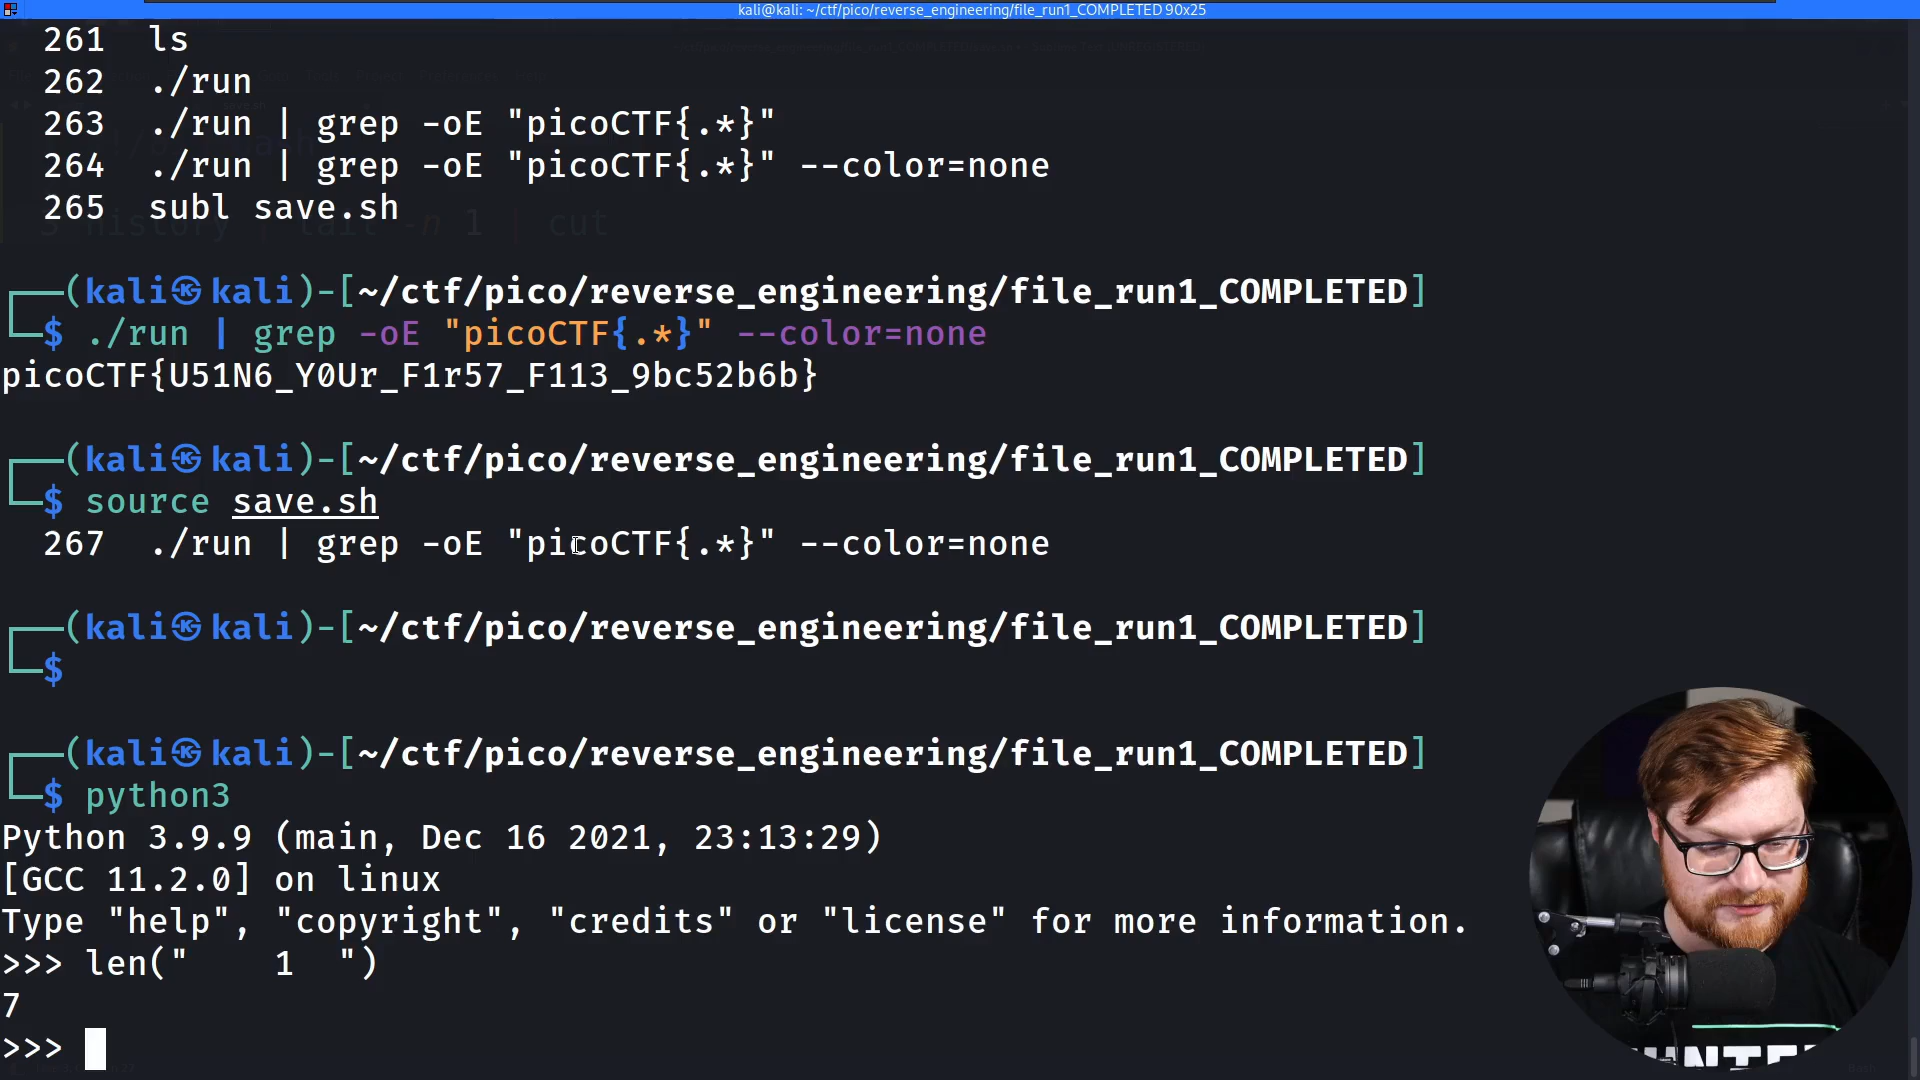 kali@kali: ~/ctf/pico/reverse_engineering/file_run1_COMPLETED 90x25
261 ls
262 ./run
263 ./run | grep -oE "picoCTF{.*}"
264 ./run | grep -oE "picoCTF{.*}" --color=none
265 subl save.sh
5 history | tail -n 1 | cut
(kali㉿kali)-[~/ctf/pico/reverse_engineering/file_run1_COMPLETED]
$ ./run | grep -oE "picoCTF{.*}" --color=none
picoCTF{U51N6_Y0Ur_F1r57_F113_9bc52b6b}
(kali㉿kali)-[~/ctf/pico/reverse_engineering/file_run1_COMPLETED]
$ source save.sh
267 ./run | grep -oE "picoCTF{.*}" --color=none
(kali㉿kali)-[~/ctf/pico/reverse_engineering/file_run1_COMPLETED]
$
(kali㉿kali)-[~/ctf/pico/reverse_engineering/file_run1_COMPLETED]
$ python3
Python 3.9.9 (main, Dec 16 2021, 23:13:29)
[GCC 11.2.0] on linux
Type "help", "copyright", "credits" or "license" for more information.
>>> len("    1  ")
7
>>>